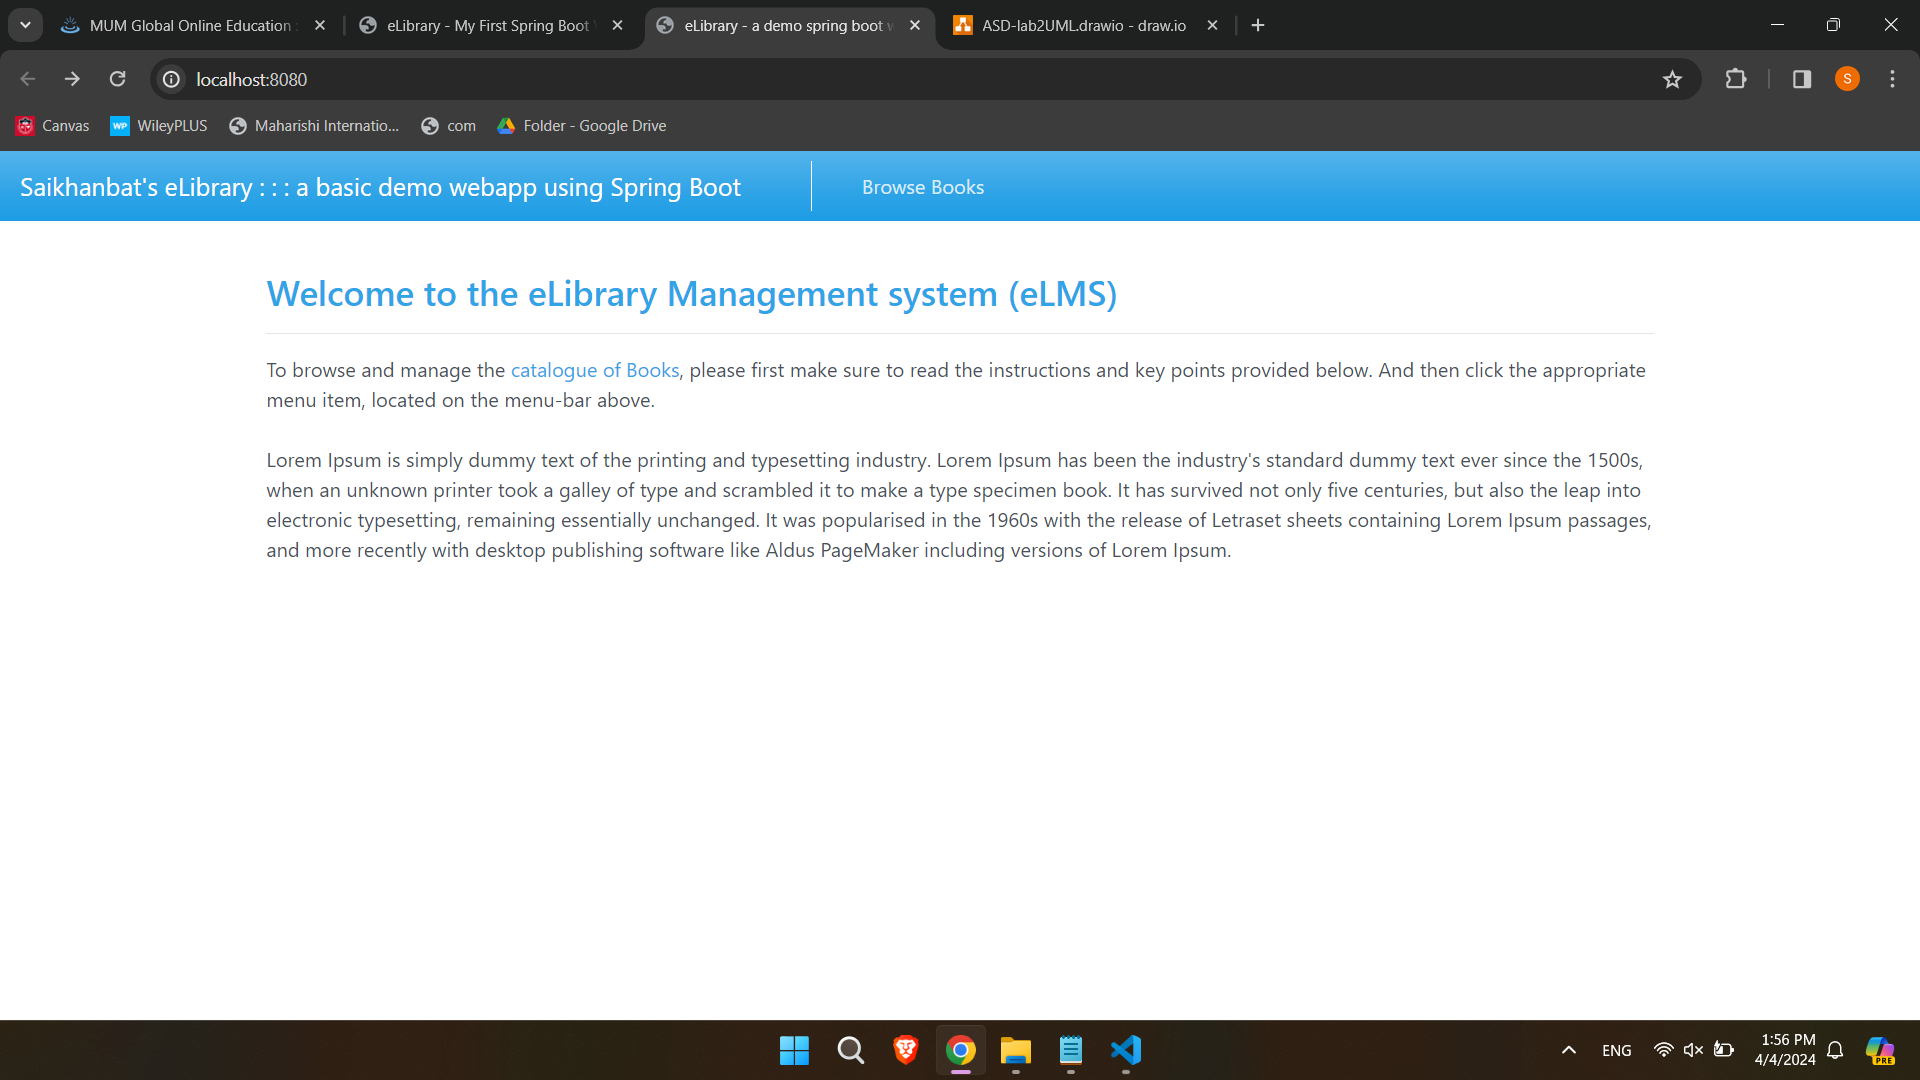 MUM Global Online Education
eLibrary - My First Spring Boot
eLibrary - a demo spring boot
ASD-lab2UML.drawio - draw.io
localhost:8080
S
Canvas
WP WileyPLUS
Maharishi Internatio...
com
Folder - Google Drive
Saikhanbat's eLibrary : : : a basic demo webapp using Spring Boot
Browse Books
Welcome to the eLibrary Management system (eLMS)
To browse and manage the catalogue of Books, please first make sure to read the instructions and key points provided below. And then click the appropriate
menu item, located on the menu-bar above.
Lorem Ipsum is simply dummy text of the printing and typesetting industry. Lorem Ipsum has been the industry's standard dummy text ever since the 1500s,
when an unknown printer took a galley of type and scrambled it to make a type specimen book. It has survived not only five centuries, but also the leap into
electronic typesetting, remaining essentially unchanged. It was popularised in the 1960s with the release of Letraset sheets containing Lorem Ipsum passages,
and more recently with desktop publishing software like Aldus PageMaker including versions of Lorem Ipsum.
ENG
1:56 PM
4/4/2024
PRE